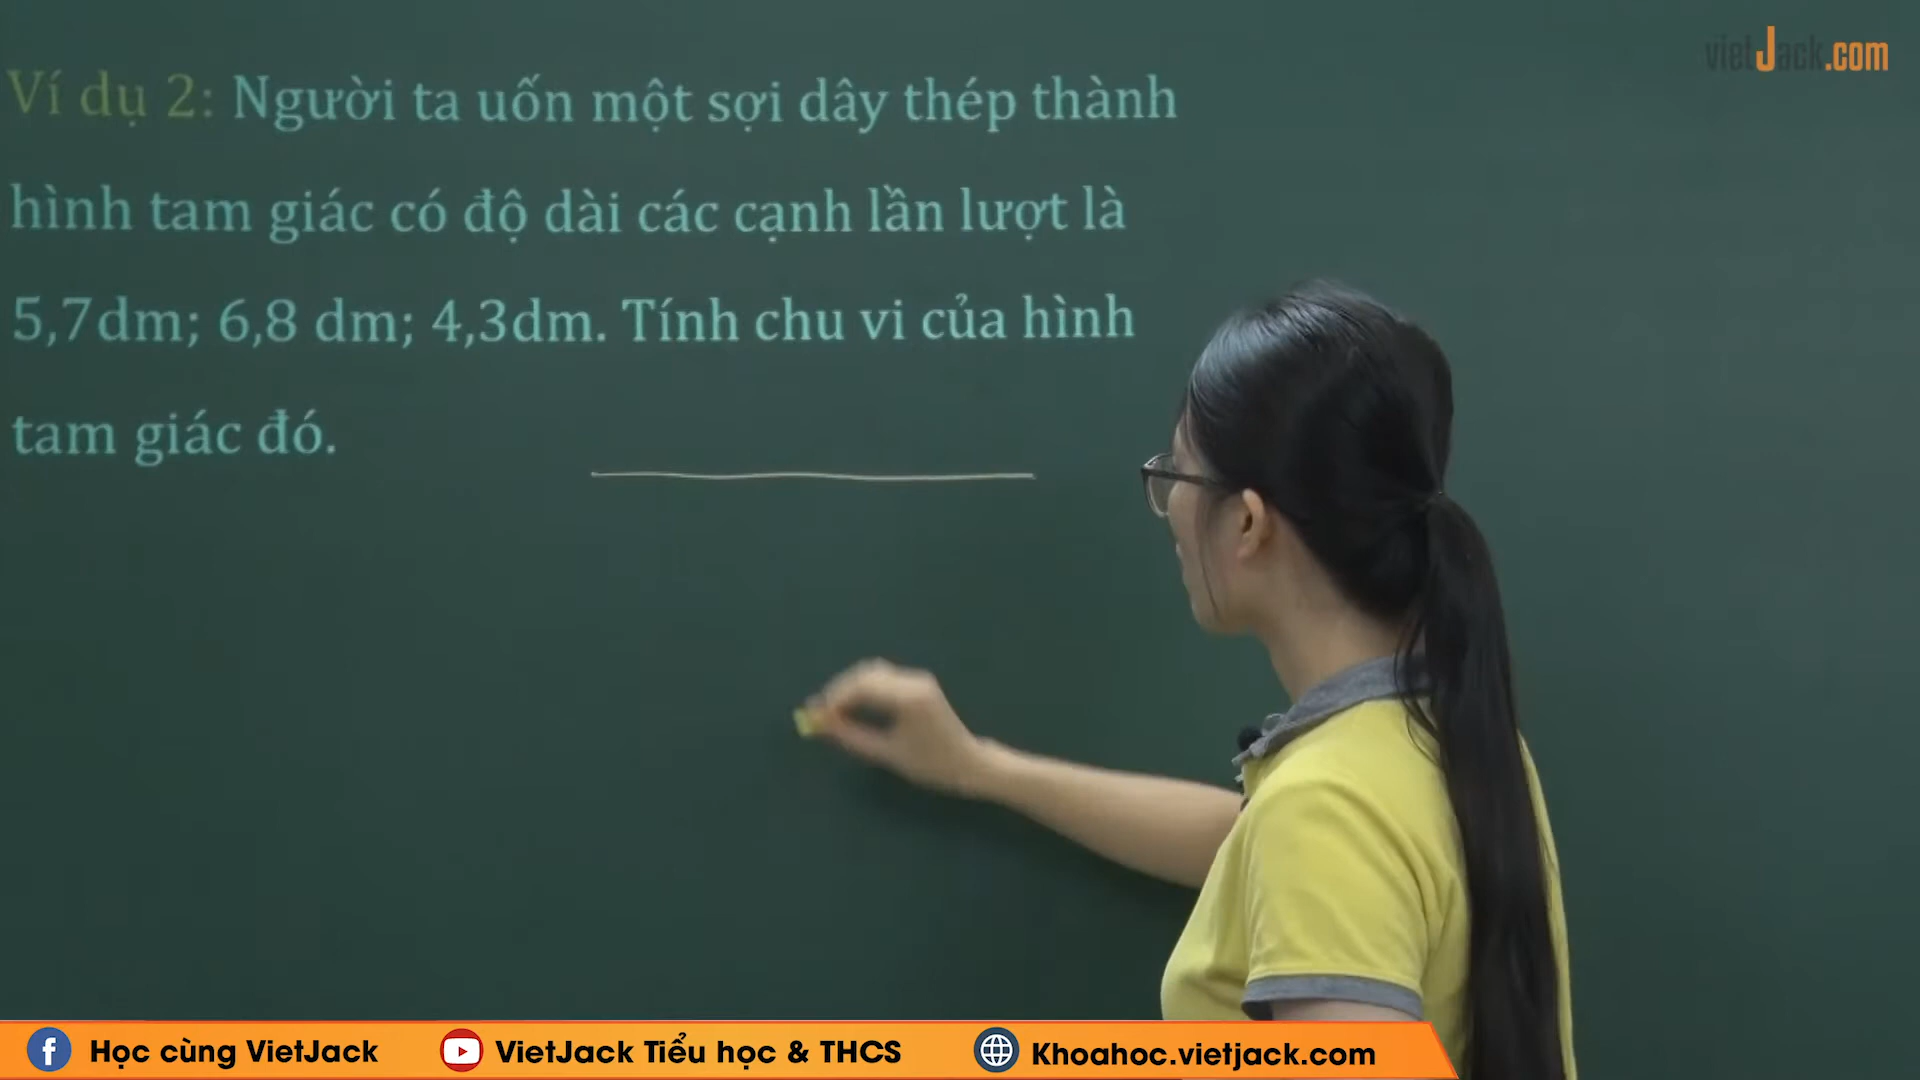 vietJack.com
Ví dụ 2: Người ta uốn một sợi dây thép thành
hình tam giác có độ dài các cạnh lần lượt là
5,7dm; 6,8 dm; 4,3dm. Tính chu vi của hình
tam giác đó.
Học cùng VietJack
VietJack Tiểu học & THCS
Khoahoc.vietjack.com